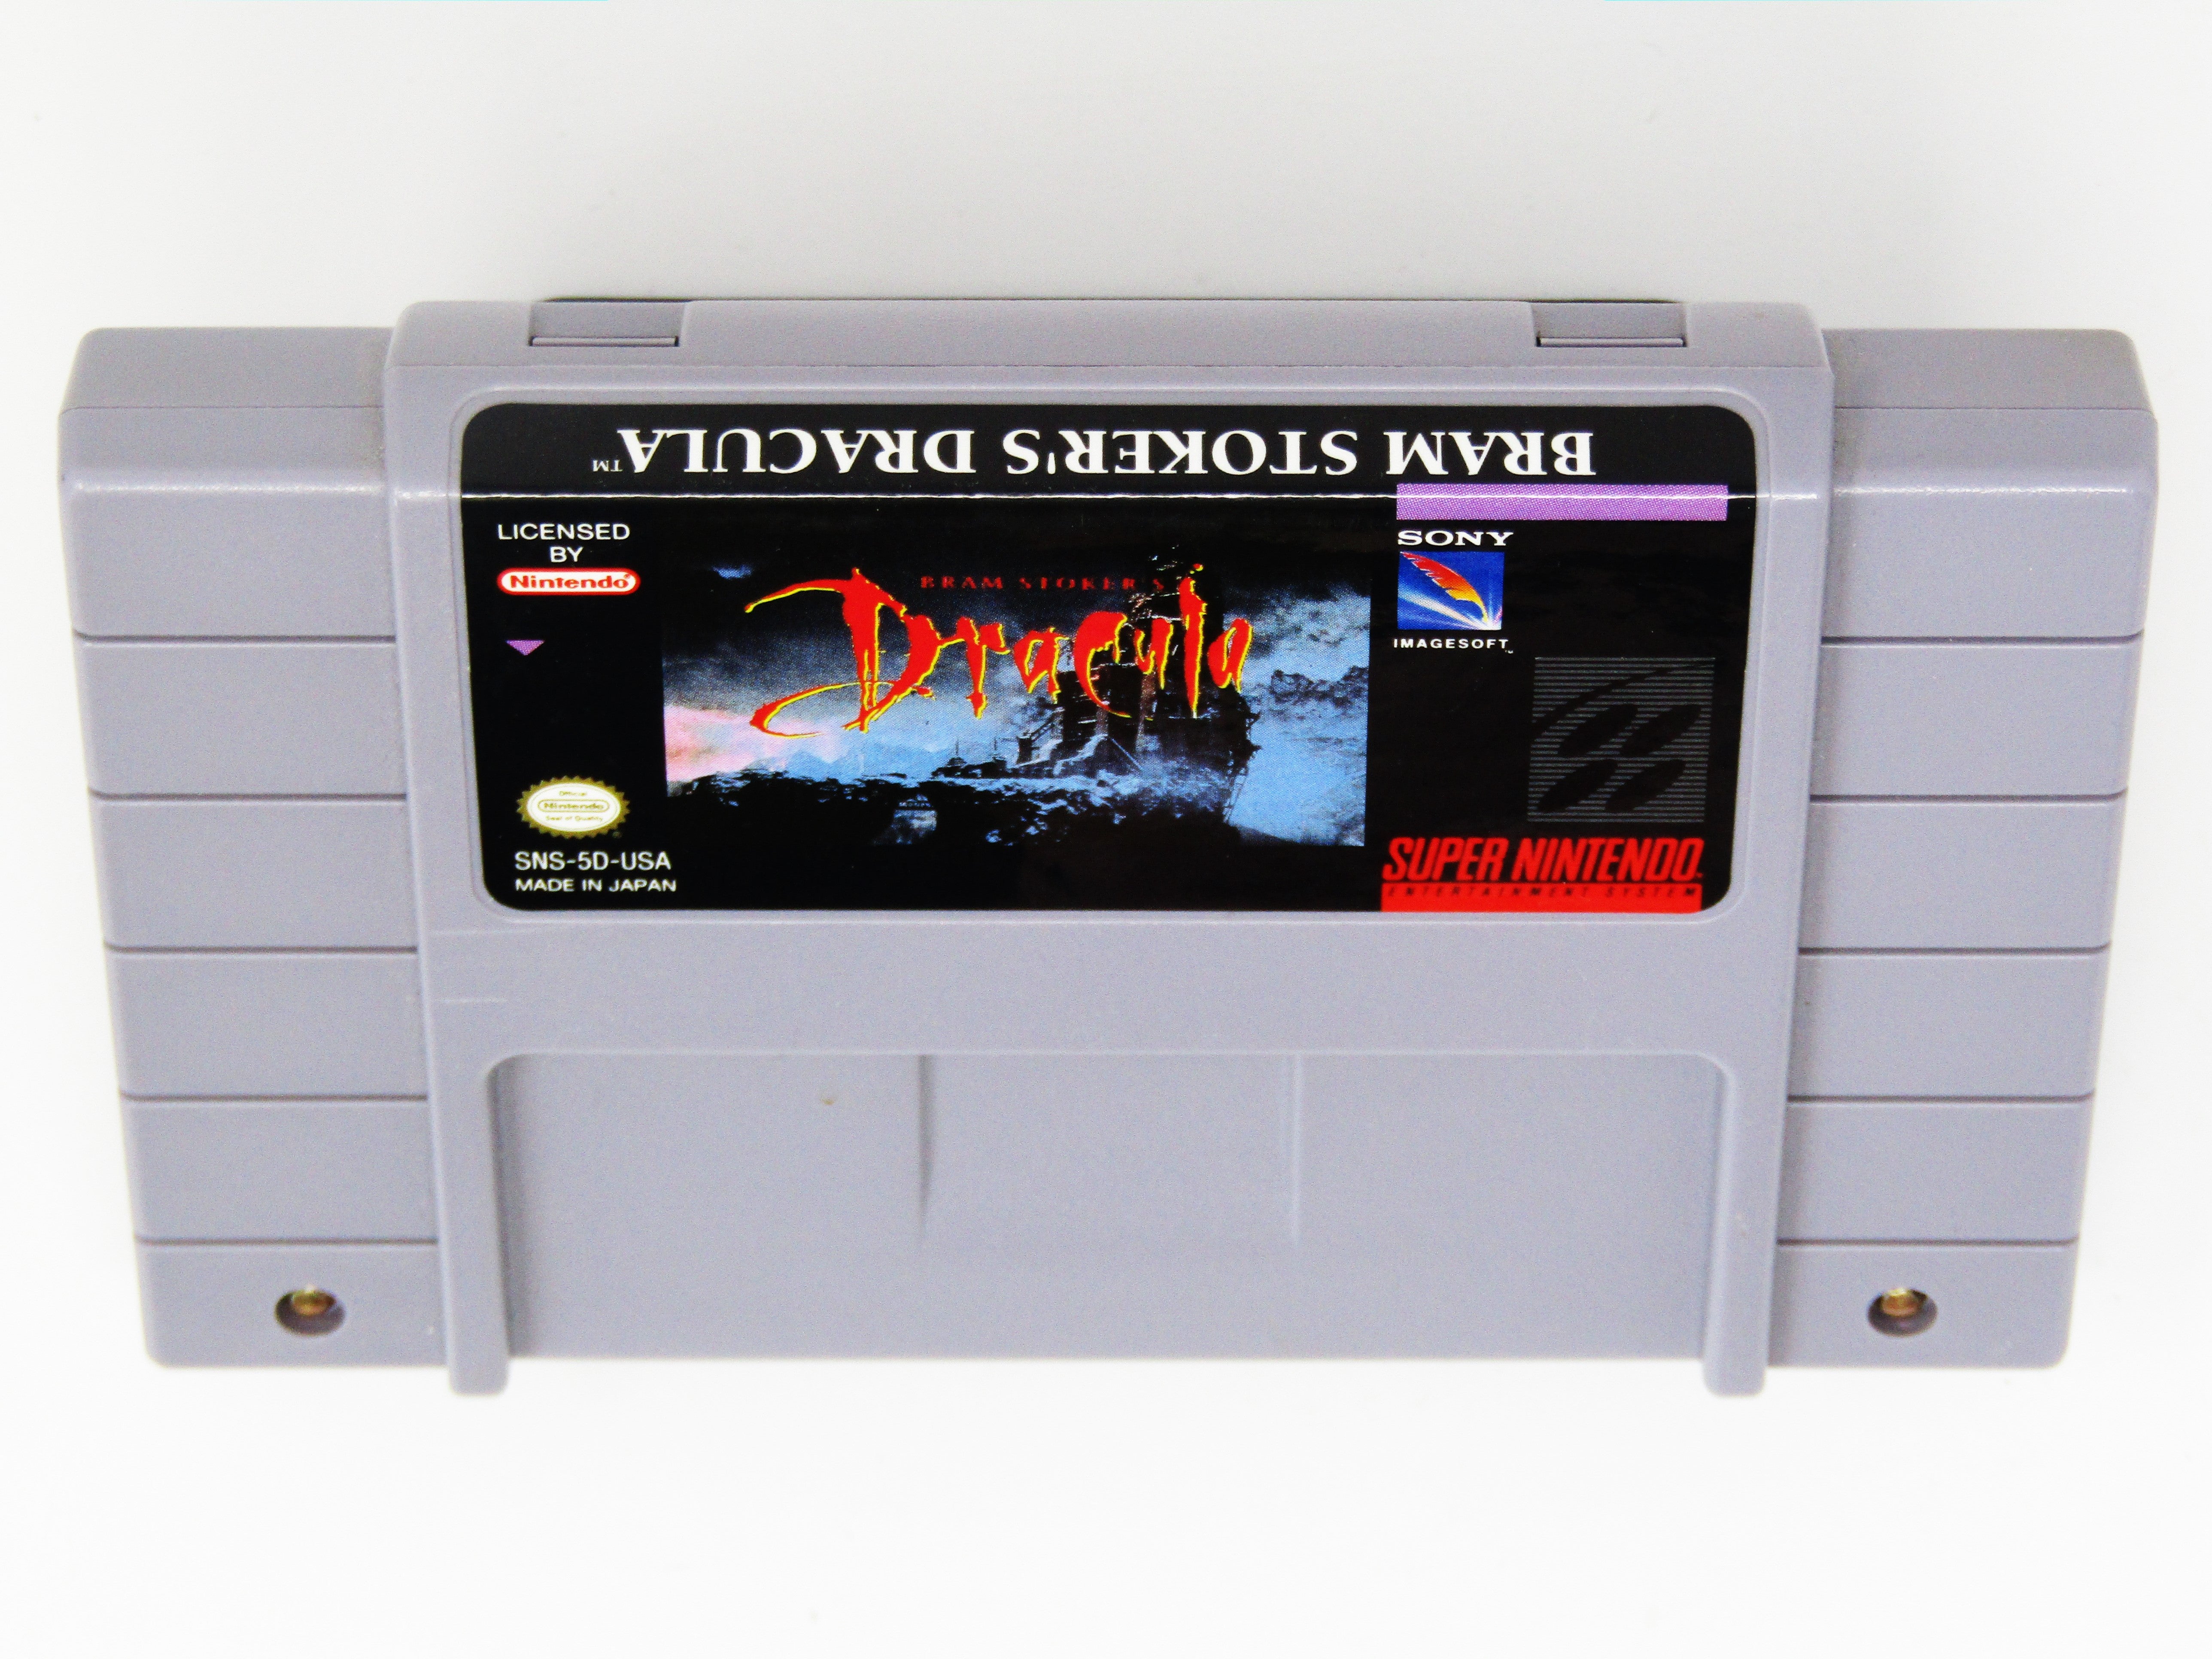 BRAM STOKER'S DRACULA™
LICENSED
BY
Nintendo®
BRAM STOKER'S
Dracula
SONY
IMAGESOFT™
Official
Nintendo
Seal of Quality
SNS-5D-USA
MADE IN JAPAN
SUPER NINTENDO
ENTERTAINMENT SYSTEM